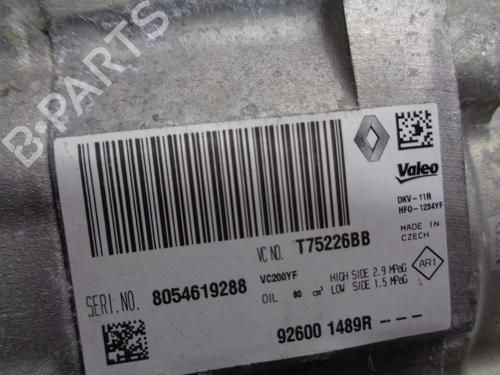 B-PARTS
Valeo
DKV-11R
HFO-1234YF
MADE IN
CZECH
AR1
VC NO. T75226BB
SERI.NO. 8054619288
VC200YF
OIL 80 cm³
HIGH SIDE 2.9 MPaG
LOW SIDE 1.5 MPaG
92600 1489R ---